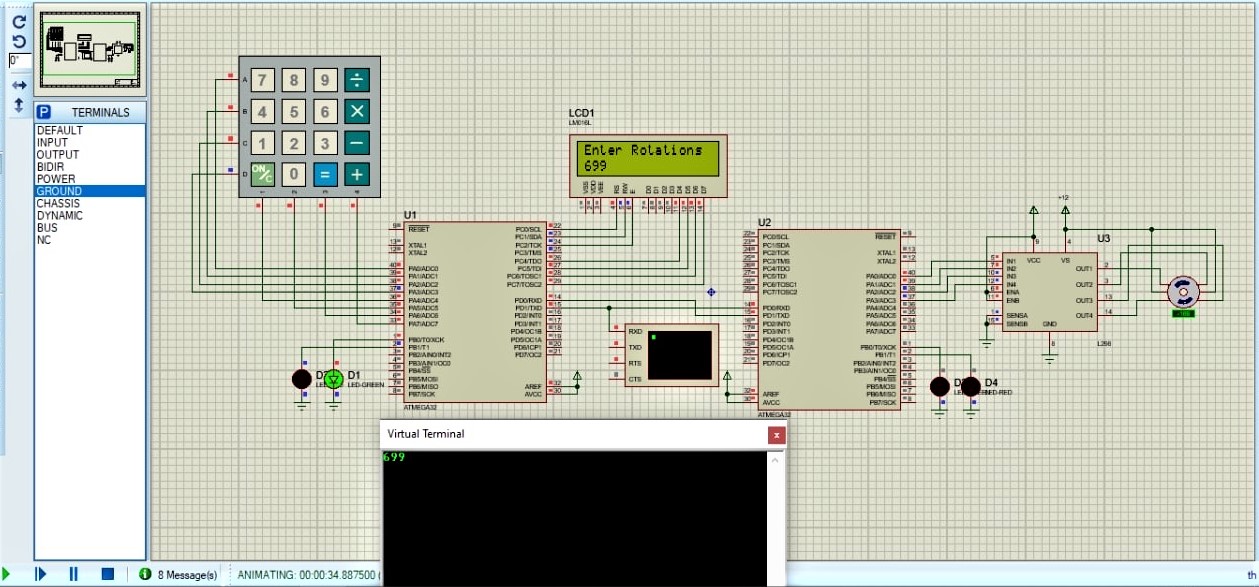 0°
P TERMINALS
DEFAULT
INPUT
OUTPUT
BIDIR
POWER
GROUND
CHASSIS
DYNAMIC
BUS
NC
A 7 8 9 ÷
B 4 5 6 ×
C 1 2 3 −
D ON/C 0 = +
1 2 3 4
LCD1
LM016L
Enter Rotations
699
VSS VDD VEE RS RW E D0 D1 D2 D3 D4 D5 D6 D7
U1
RESET
XTAL1
XTAL2
PA0/ADC0
PA1/ADC1
PA2/ADC2
PA3/ADC3
PA4/ADC4
PA5/ADC5
PA6/ADC6
PA7/ADC7
PB0/T0/XCK
PB1/T1
PB2/AIN0/INT2
PB3/AIN1/OC0
PB4/SS
PB5/MOSI
PB6/MISO
PB7/SCK
PC0/SCL
PC1/SDA
PC2/TCK
PC3/TMS
PC4/TDO
PC5/TDI
PC6/TOSC1
PC7/TOSC2
PD0/RXD
PD1/TXD
PD2/INT0
PD3/INT1
PD4/OC1B
PD5/OC1A
PD6/ICP1
PD7/OC2
AREF
AVCC
ATMEGA32
D1
LED-GREEN
RXD
TXD
RTS
CTS
U2
PC0/SCL
PC1/SDA
PC2/TCK
PC3/TMS
PC4/TDO
PC5/TDI
PC6/TOSC1
PC7/TOSC2
PD0/RXD
PD1/TXD
PD2/INT0
PD3/INT1
PD4/OC1B
PD5/OC1A
PD6/ICP1
PD7/OC2
AREF
AVCC
RESET
XTAL1
XTAL2
PA0/ADC0
PA1/ADC1
PA2/ADC2
PA3/ADC3
PA4/ADC4
PA5/ADC5
PA6/ADC6
PA7/ADC7
PB0/T0/XCK
PB1/T1
PB2/AIN0/INT2
PB3/AIN1/OC0
PB4/SS
PB5/MOSI
PB6/MISO
PB7/SCK
ATMEGA32
D4
+12
U3
IN1
IN2
IN3
IN4
ENA
ENB
SENSA
SENSB
VCC
VS
OUT1
OUT2
OUT3
OUT4
GND
L298
Virtual Terminal
699
8 Message(s)
ANIMATING: 00:00:34.887500 (
th